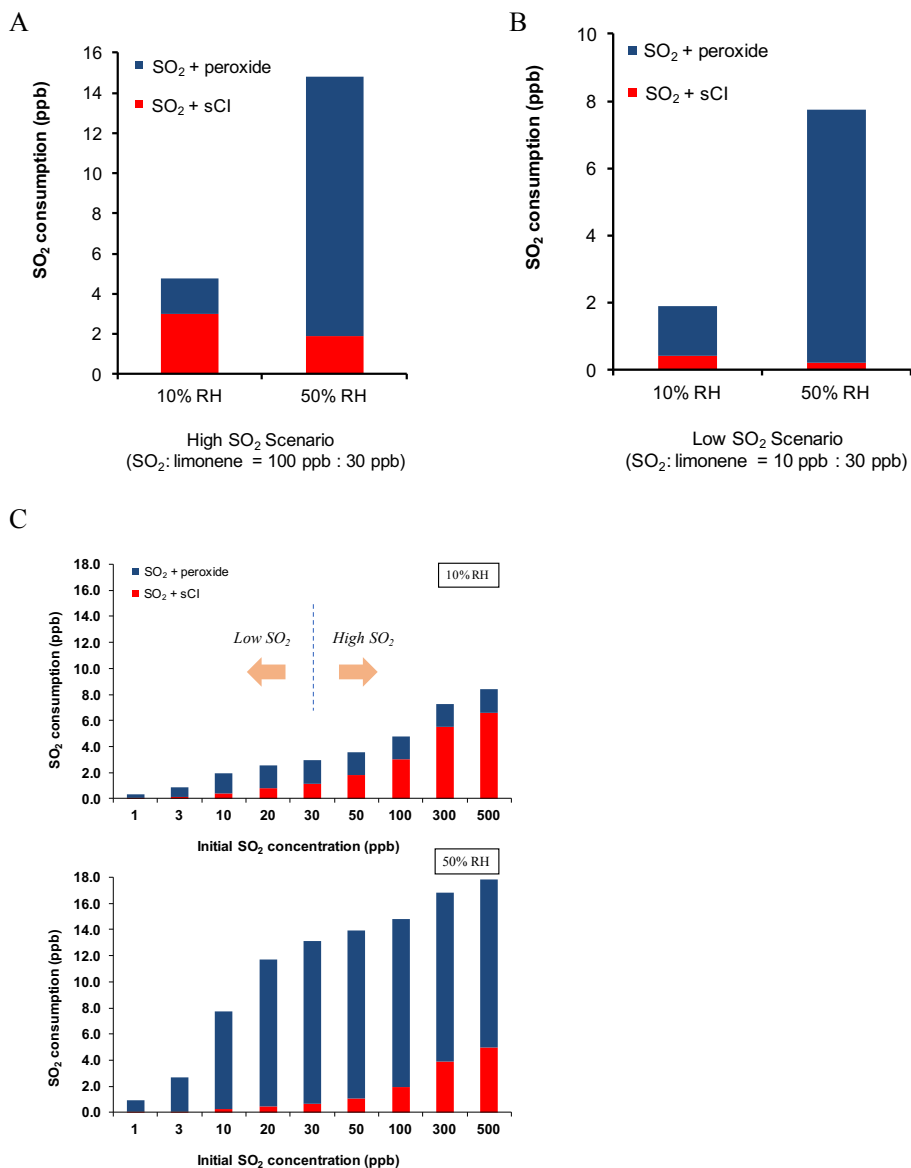 A
SO₂ + peroxide
SO₂ + sCI
SO₂ consumption (ppb)
16
14
12
10
8
6
4
2
0
10% RH
50% RH
High SO₂ Scenario
(SO₂: limonene = 100 ppb : 30 ppb)
B
SO₂ + peroxide
SO₂ + sCI
SO₂ consumption (ppb)
10
8
6
4
2
0
10% RH
50% RH
Low SO₂ Scenario
(SO₂: limonene = 10 ppb : 30 ppb)
C
SO₂ + peroxide
SO₂ + sCI
10% RH
Low SO₂
High SO₂
SO₂ consumption (ppb)
18.0
16.0
14.0
12.0
10.0
8.0
6.0
4.0
2.0
0.0
1 3 10 20 30 50 100 300 500
Initial SO₂ concentration (ppb)
50% RH
SO₂ consumption (ppb)
18.0
16.0
14.0
12.0
10.0
8.0
6.0
4.0
2.0
0.0
1 3 10 20 30 50 100 300 500
Initial SO₂ concentration (ppb)